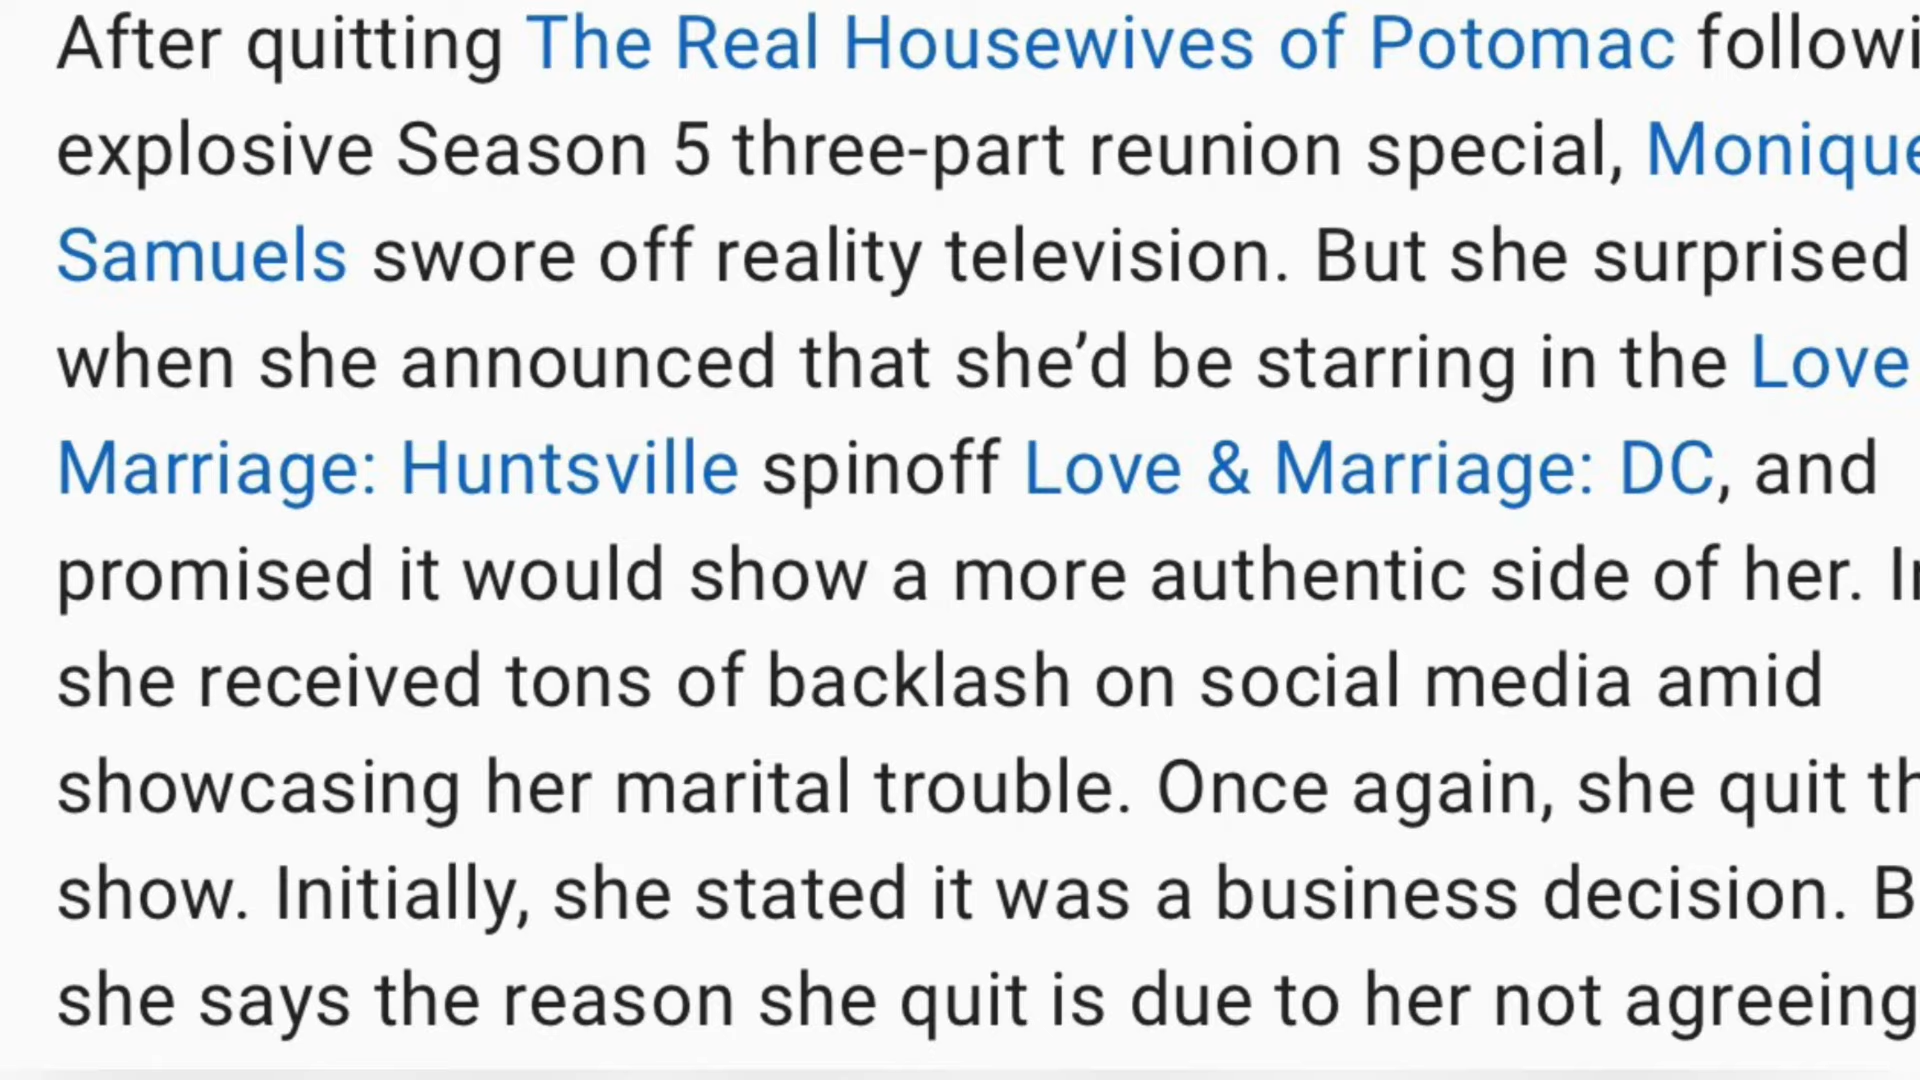 After quitting The Real Housewives of Potomac
explosive Season 5 three-part reunion special, Monique
Samuels swore off reality television. But she surprised
when she announced that she’d be starring in the Love
Marriage: Huntsville spinoff Love & Marriage: DC, and
promised it would show a more authentic side of her.
she received tons of backlash on social media amid
showcasing her marital trouble. Once again, she quit
show. Initially, she stated it was a business decision.
she says the reason she quit is due to her not agreeing